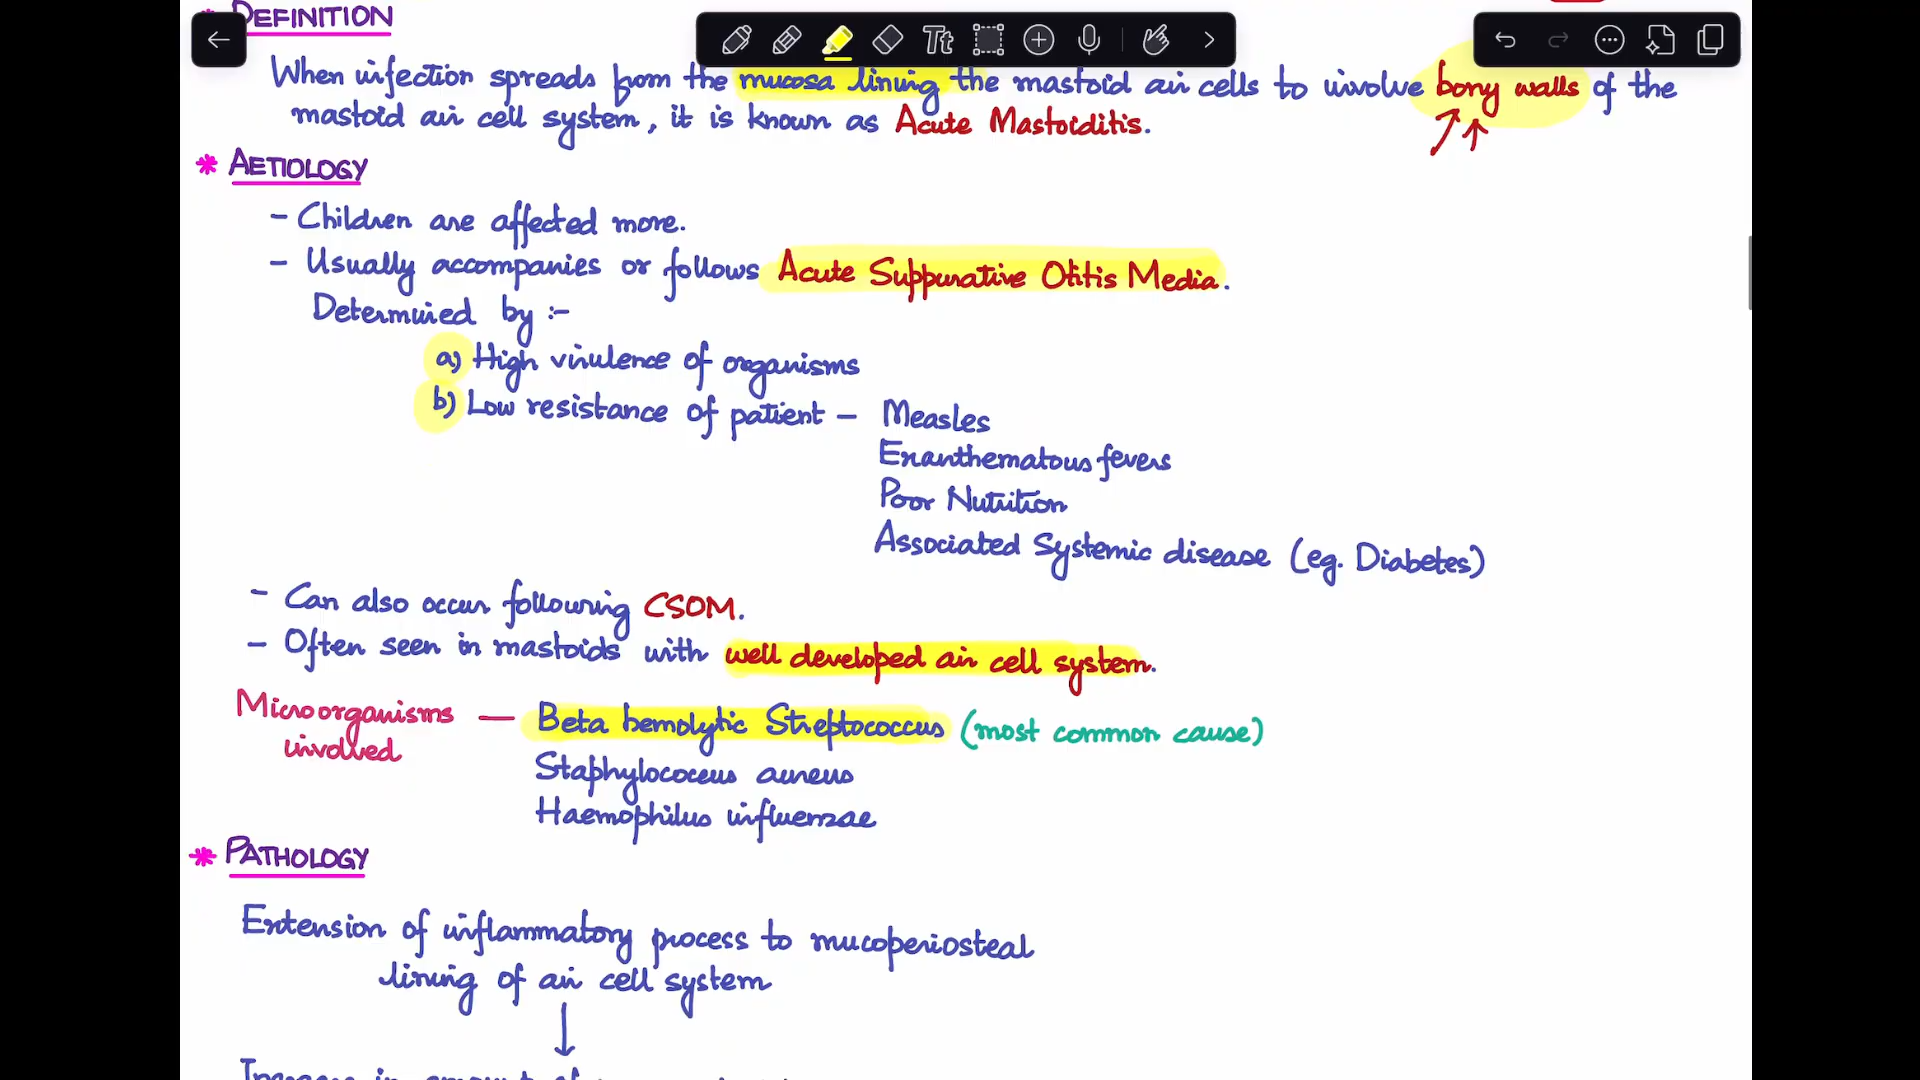 * DEFINITION
When infection spreads from the mucosa lining the mastoid air cells to involve bony walls of the
mastoid air cell system, it is known as Acute Mastoiditis.
* AETIOLOGY
- Children are affected more.
- Usually accompanies or follows Acute Suppurative Otitis Media.
Determined by :-
a) High virulence of organisms
b) Low resistance of patient - Measles
Exanthematous fevers
Poor Nutrition
Associated Systemic disease (eg. Diabetes)
- Can also occur following CSOM.
- Often seen in mastoids with well developed air cell system.
Microorganisms involved — Beta hemolytic Streptococcus (most common cause)
Staphylococcus aureus
Haemophilus influenzae
* PATHOLOGY
Extension of inflammatory process to mucoperiosteal
lining of air cell system
↓
Increase in amount of